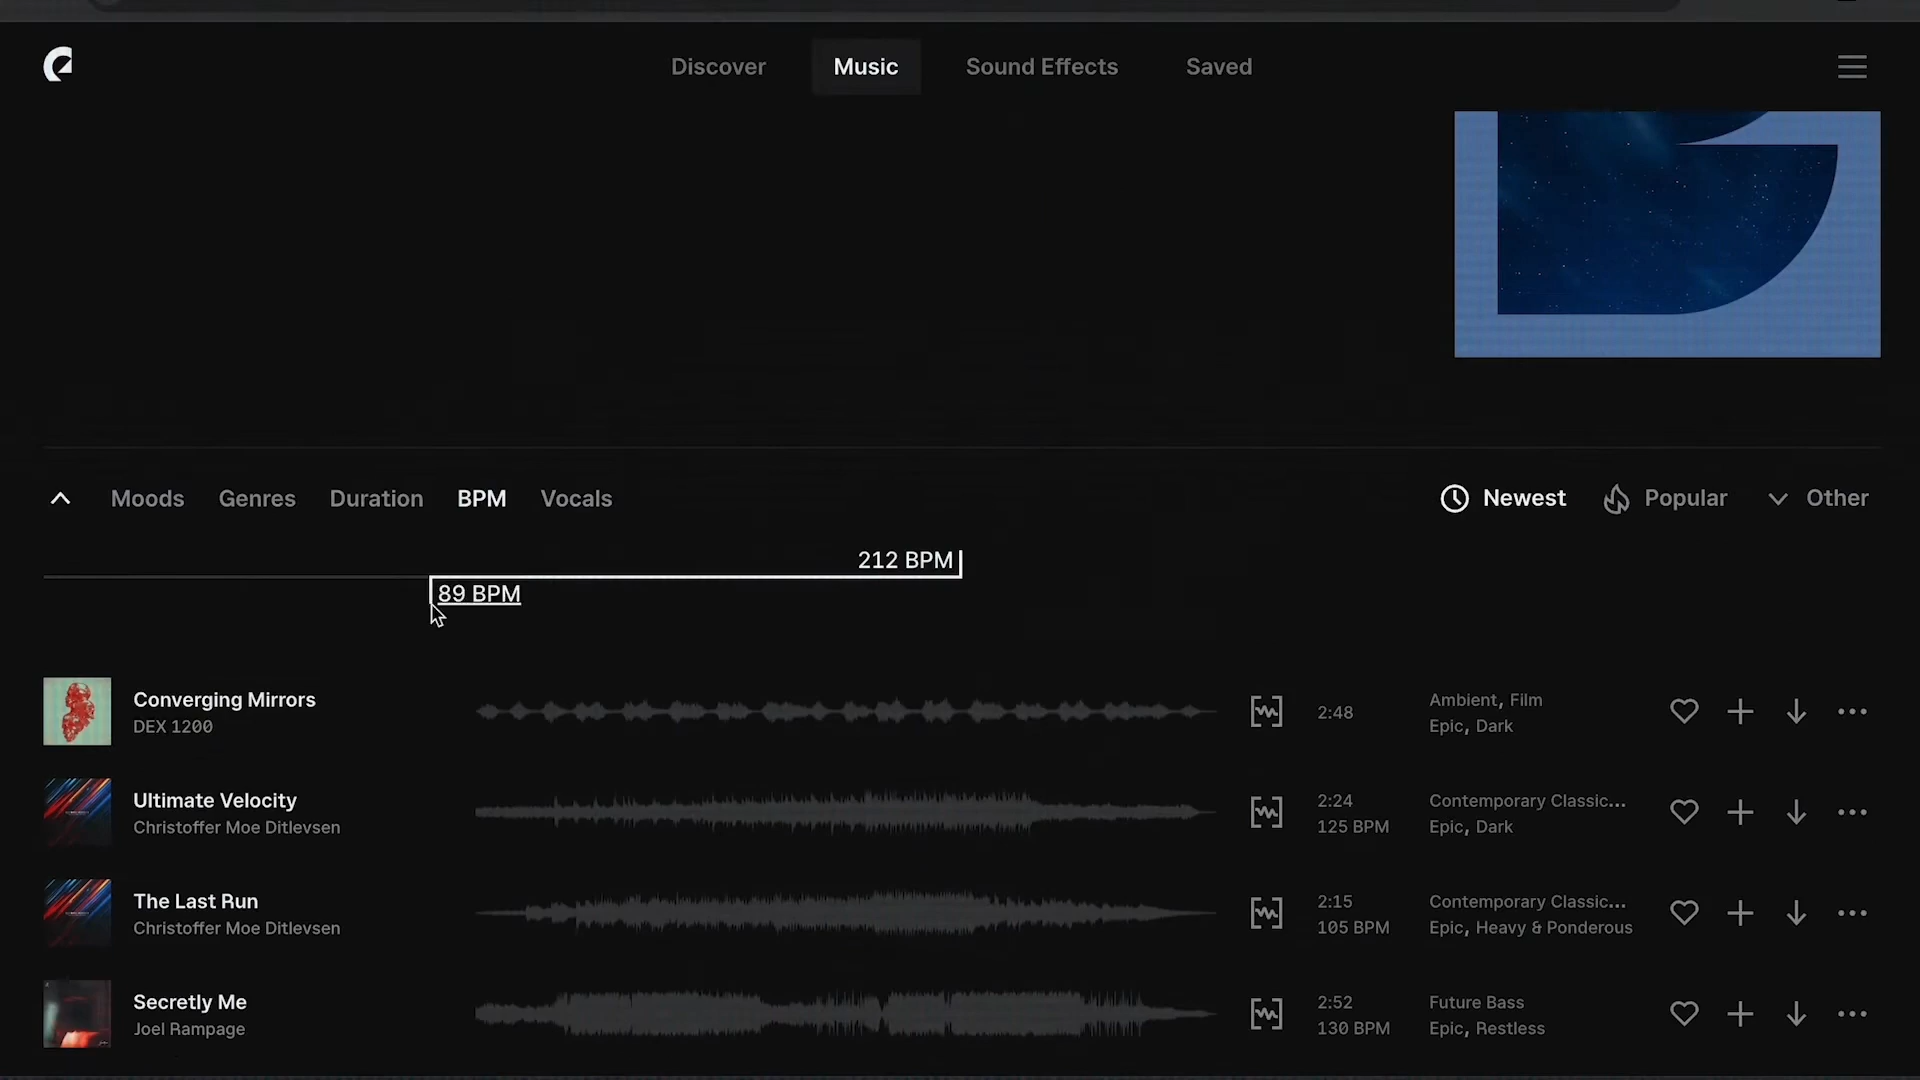 Discover Music Sound Effects Saved
Moods Genres Duration BPM Vocals Newest Popular Other
212 BPM
89 BPM
Converging Mirrors
DEX 1200
2:48
Ambient, Film
Epic, Dark
Ultimate Velocity
Christoffer Moe Ditlevsen
2:24
125 BPM
Contemporary Classic...
Epic, Dark
The Last Run
Christoffer Moe Ditlevsen
2:15
105 BPM
Contemporary Classic...
Epic, Heavy & Ponderous
Secretly Me
Joel Rampage
2:52
130 BPM
Future Bass
Epic, Restless